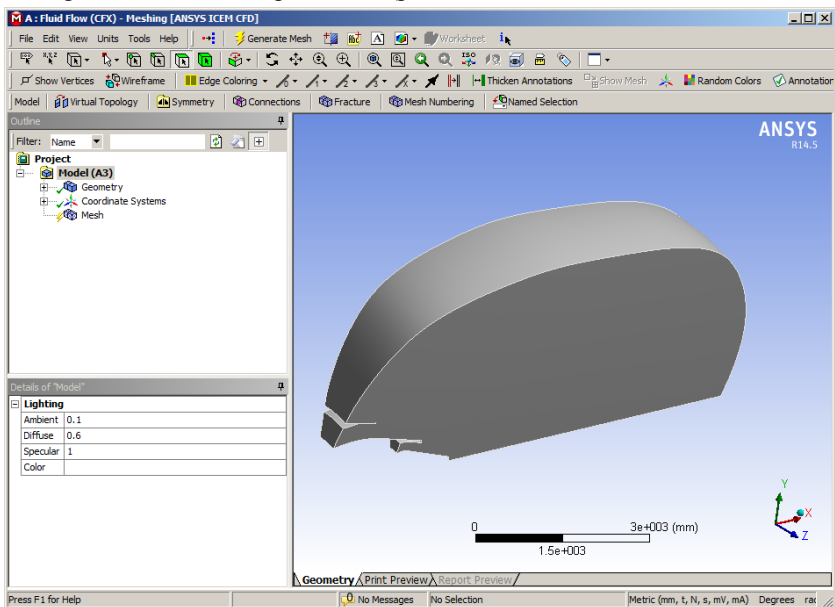 A : Fluid Flow (CFX) - Meshing [ANSYS ICEM CFD]
File Edit View Units Tools Help Generate Mesh A Worksheet
Show Vertices Wireframe Edge Coloring Thicken Annotations Show Mesh Random Colors Annotation
Model Virtual Topology Symmetry Connections Fracture Mesh Numbering Named Selection
Outline
Filter: Name
Project
Model (A3)
Geometry
Coordinate Systems
Mesh
Details of "Model"
Lighting
Ambient 0.1
Diffuse 0.6
Specular 1
Color
ANSYS
R14.5
Y
X
Z
0 3e+003 (mm)
1.5e+003
Geometry Print Preview Report Preview
Press F1 for Help No Messages No Selection Metric (mm, t, N, s, mV, mA) Degrees